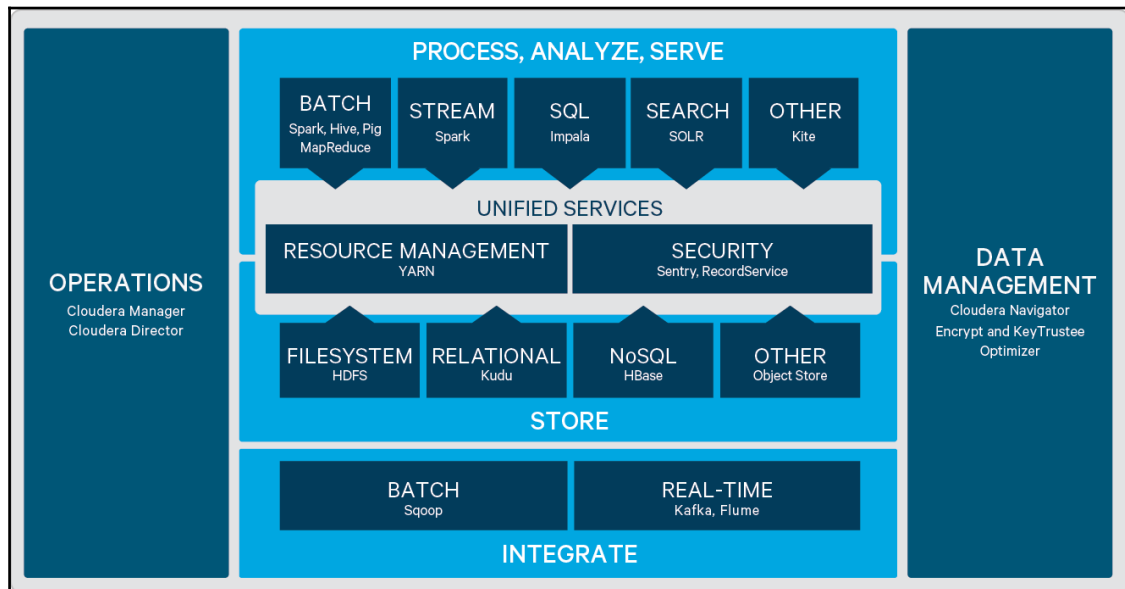 OPERATIONS
Cloudera Manager
Cloudera Director
PROCESS, ANALYZE, SERVE
BATCH
Spark, Hive, Pig
MapReduce
STREAM
Spark
SQL
Impala
SEARCH
SOLR
OTHER
Kite
UNIFIED SERVICES
RESOURCE MANAGEMENT
YARN
SECURITY
Sentry, RecordService
FILESYSTEM
HDFS
RELATIONAL
Kudu
NoSQL
HBase
OTHER
Object Store
STORE
BATCH
Sqoop
REAL-TIME
Kafka, Flume
INTEGRATE
DATA
MANAGEMENT
Cloudera Navigator
Encrypt and KeyTrustee
Optimizer